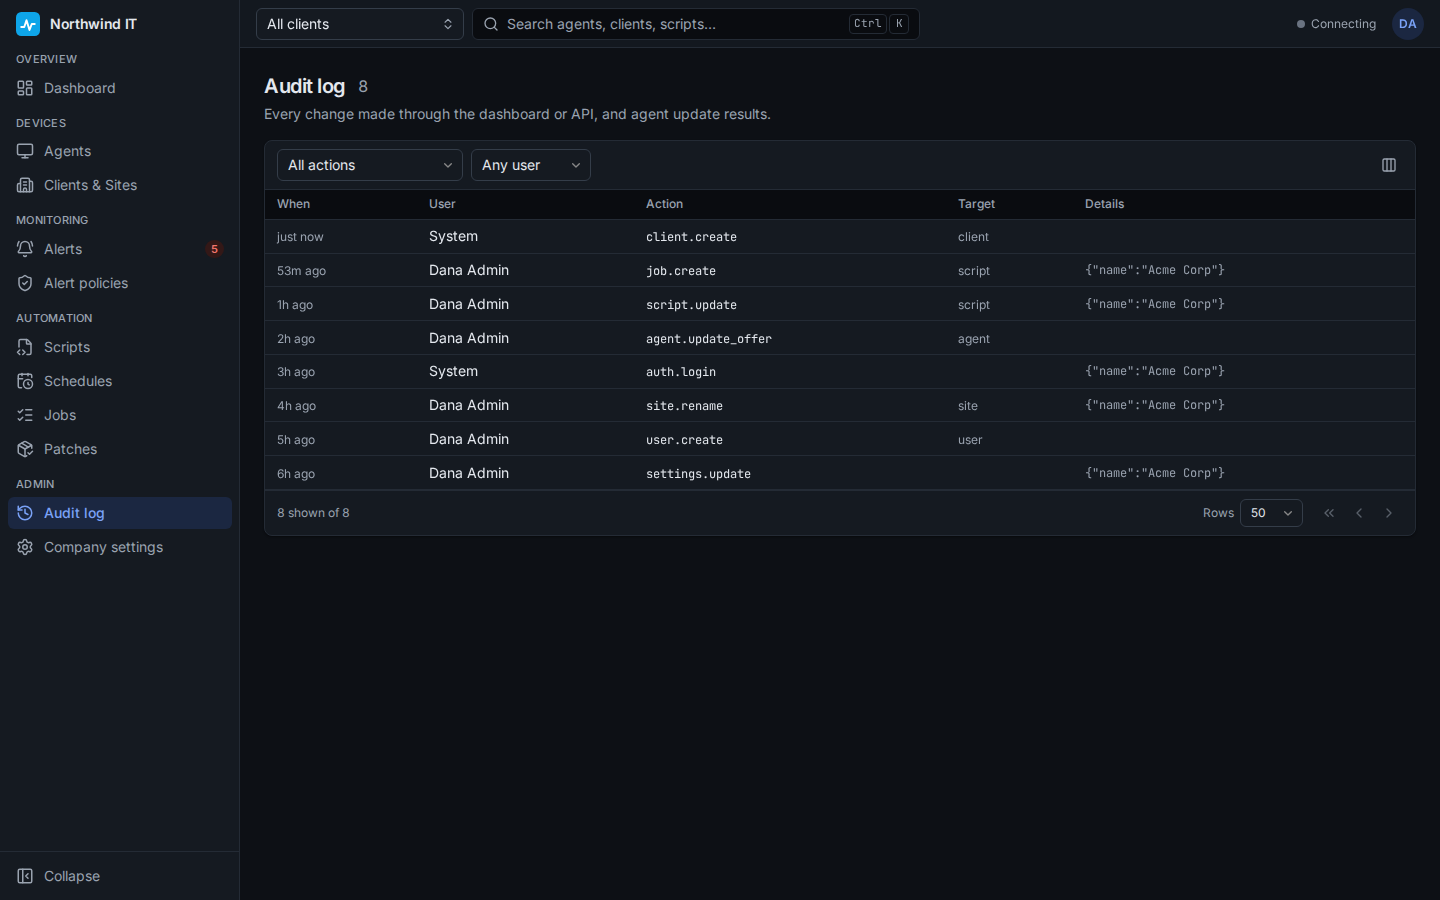 Northwind IT
All clients
Search agents, clients, scripts...
Ctrl K
Connecting
DA
OVERVIEW
Dashboard
DEVICES
Agents
Clients & Sites
MONITORING
Alerts 5
Alert policies
AUTOMATION
Scripts
Schedules
Jobs
Patches
ADMIN
Audit log
Company settings
Collapse
Audit log 8
Every change made through the dashboard or API, and agent update results.
All actions Any user
When User Action Target Details
just now System client.create client
53m ago Dana Admin job.create script {"name":"Acme Corp"}
1h ago Dana Admin script.update script {"name":"Acme Corp"}
2h ago Dana Admin agent.update_offer agent
3h ago System auth.login {"name":"Acme Corp"}
4h ago Dana Admin site.rename site {"name":"Acme Corp"}
5h ago Dana Admin user.create user
6h ago Dana Admin settings.update {"name":"Acme Corp"}
8 shown of 8 Rows 50